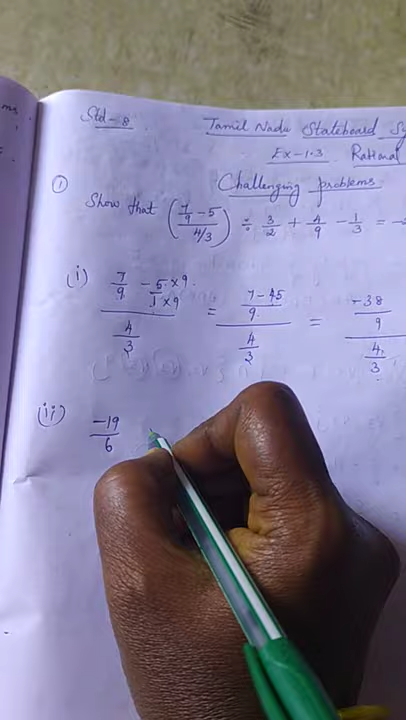 Std-8
Tamil Nadu Stateboard
Ex-1.3 Rational
Challenging problems
① Show that ((7/9 - 5)/(4/3)) ÷ 3/2 + 4/9 - 1/3 = -
(i) (7/9 - 5×9/1×9)/(4/3) = ((7-45)/9)/(4/3) = (-38/9)/(4/3)
(ii) -19/6